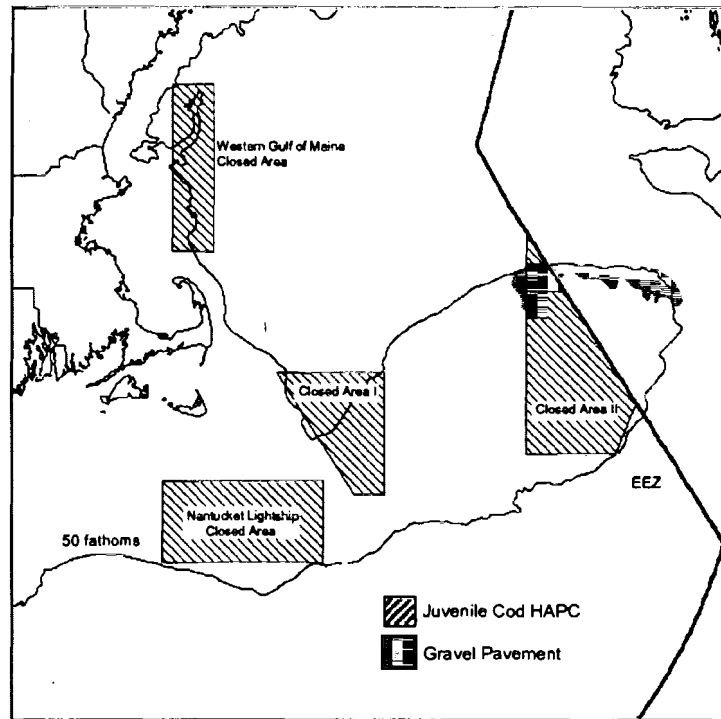 Western Gulf of Maine
Closed Area
Closed Area I
Closed Area II
EEZ
Nantucket Lightship
Closed Area
50 fathoms
Juvenile Cod HAPC
Gravel Pavement